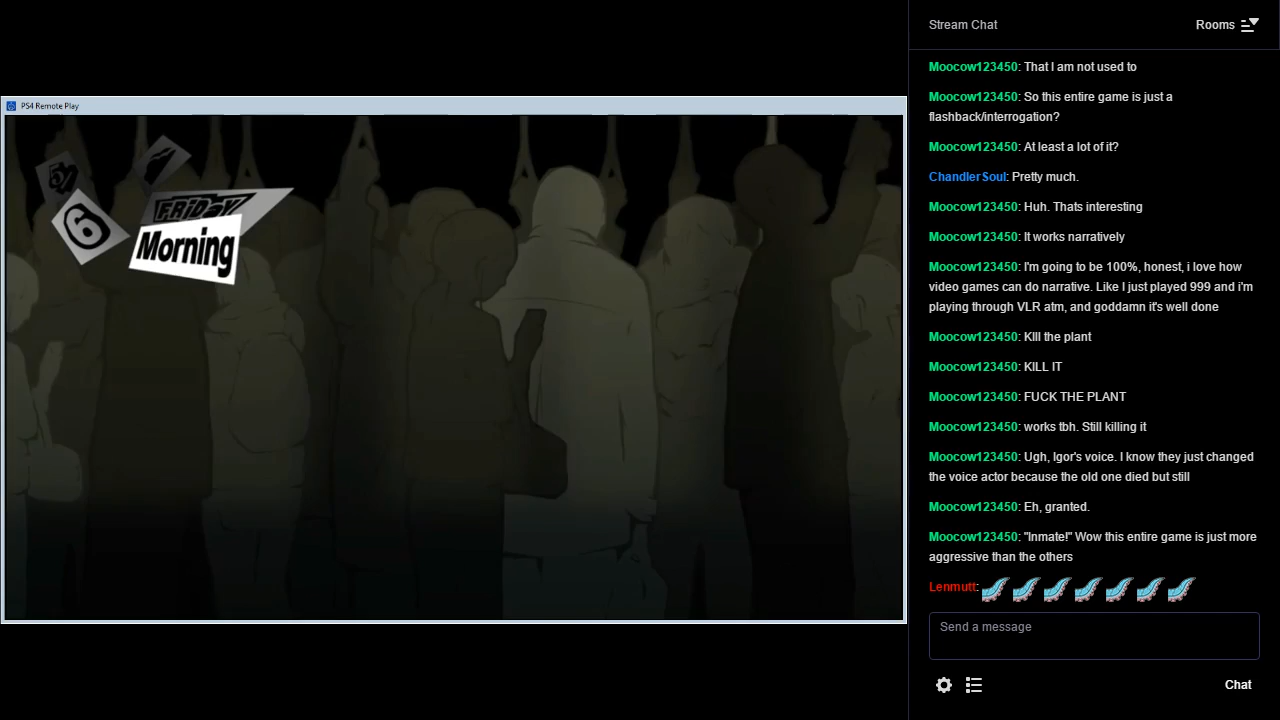 PS4 Remote Play
6
FRiDay
Morning
Stream Chat
Rooms
Moocow123450: That I am not used to
Moocow123450: So this entire game is just a
flashback/interrogation?
Moocow123450: At least a lot of it?
ChandlerSoul: Pretty much.
Moocow123450: Huh. Thats interesting
Moocow123450: It works narratively
Moocow123450: I'm going to be 100%, honest, i love how
video games can do narrative. Like I just played 999 and i'm
playing through VLR atm, and goddamn it's well done
Moocow123450: KIll the plant
Moocow123450: KILL IT
Moocow123450: FUCK THE PLANT
Moocow123450: works tbh. Still killing it
Moocow123450: Ugh, Igor's voice. I know they just changed
the voice actor because the old one died but still
Moocow123450: Eh, granted.
Moocow123450: "Inmate!" Wow this entire game is just more
aggressive than the others
Lenmutt:
Send a message
Chat